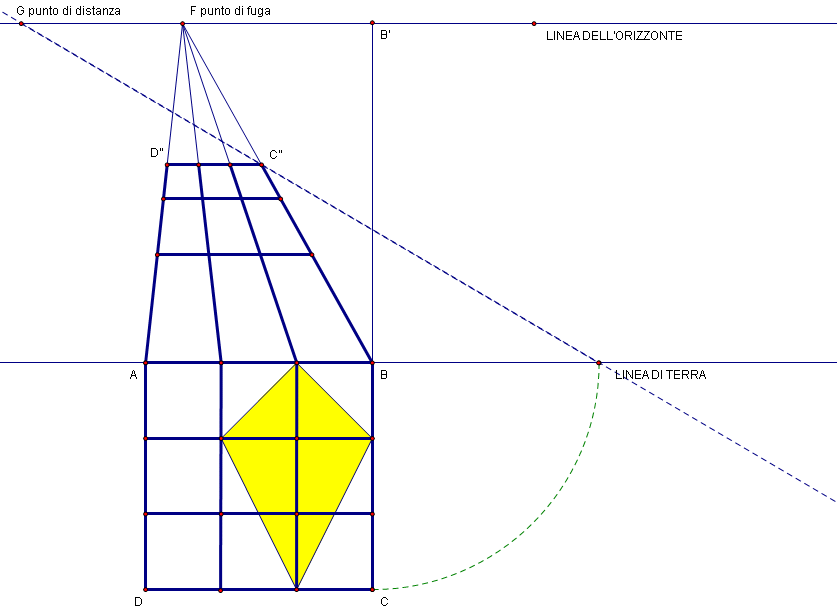 G punto di distanza
F punto di fuga
B'
LINEA DELL'ORIZZONTE
D"
C"
A
B
LINEA DI TERRA
D
C